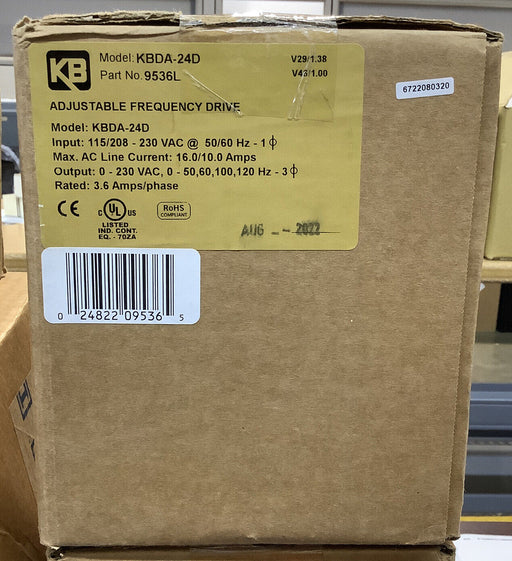 KB
Model: KBDA-24D
V29/1.38
Part No. 9536L
V43/1.00
6722080320
ADJUSTABLE FREQUENCY DRIVE
Model: KBDA-24D
Input: 115/208 - 230 VAC @ 50/60 Hz - 1ϕ
Max. AC Line Current: 16.0/10.0 Amps
Output: 0 - 230 VAC, 0 - 50,60,100,120 Hz - 3ϕ
Rated: 3.6 Amps/phase
CE
C UL US
LISTED
IND. CONT.
EQ. - 70ZA
RoHS
COMPLIANT
AUG -- 2022
0 24822 09536 5